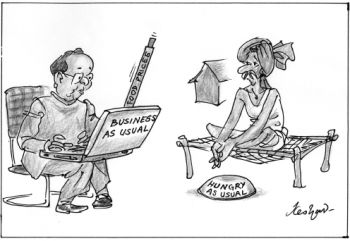 FOOD PRICES
BUSINESS
AS USUAL
HUNGRY
AS USUAL
Keshav